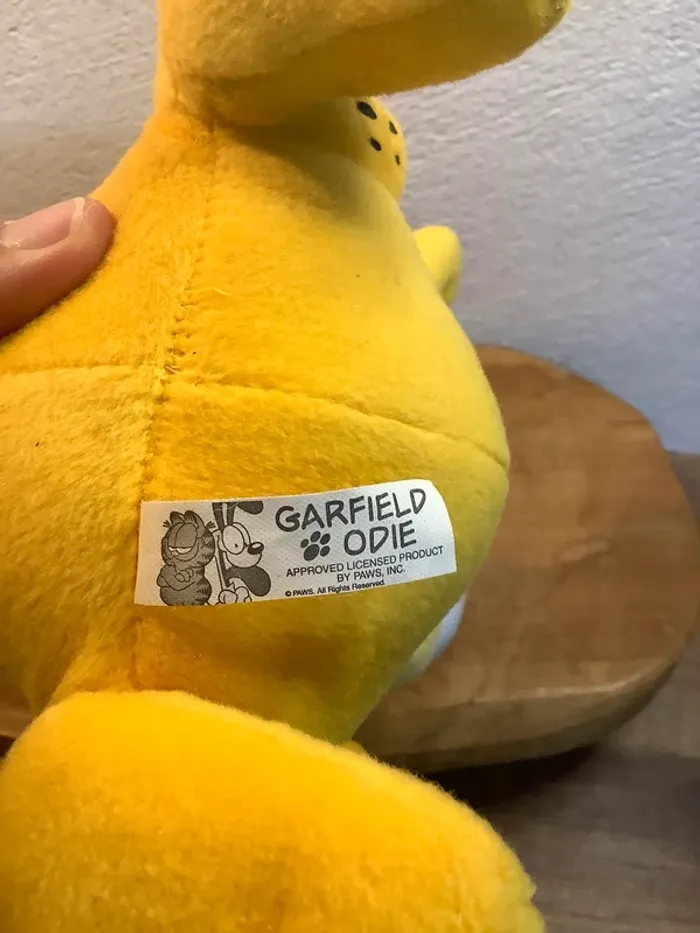 GARFIELD
ODIE
APPROVED LICENSED PRODUCT
BY PAWS, INC.
© PAWS. All Rights Reserved.